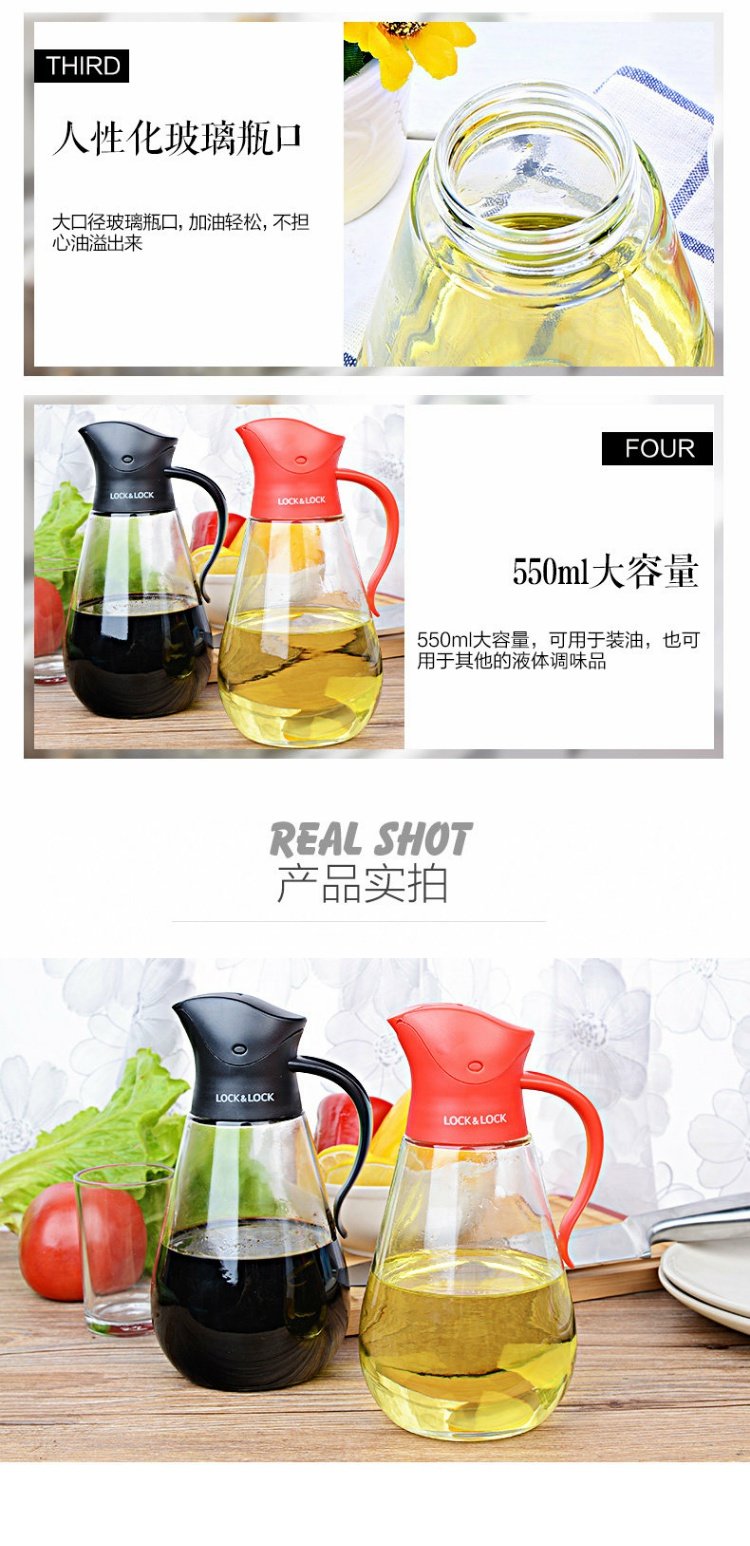 THIRD
人性化玻璃瓶口
大口径玻璃瓶口，加油轻松，不担
心油溢出来
LOCK&LOCK
LOCK&LOCK
FOUR
550ml大容量
550ml大容量，可用于装油，也可
用于其他的液体调味品
REAL SHOT
产品实拍
LOCK&LOCK
LOCK&LOCK